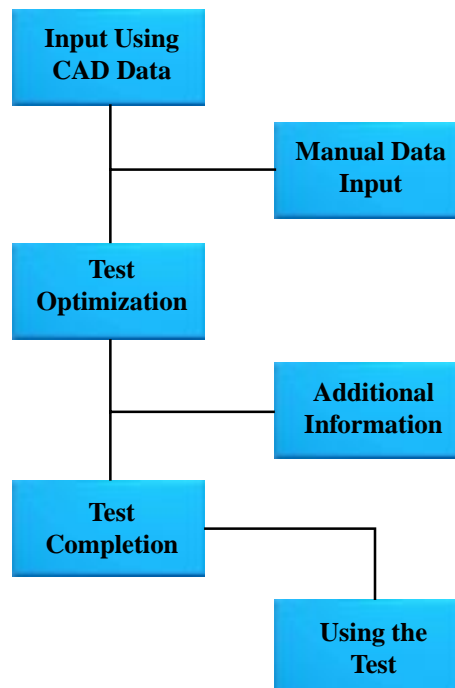 Input Using
CAD Data
Manual Data
Input
Test
Optimization
Additional
Information
Test
Completion
Using the
Test